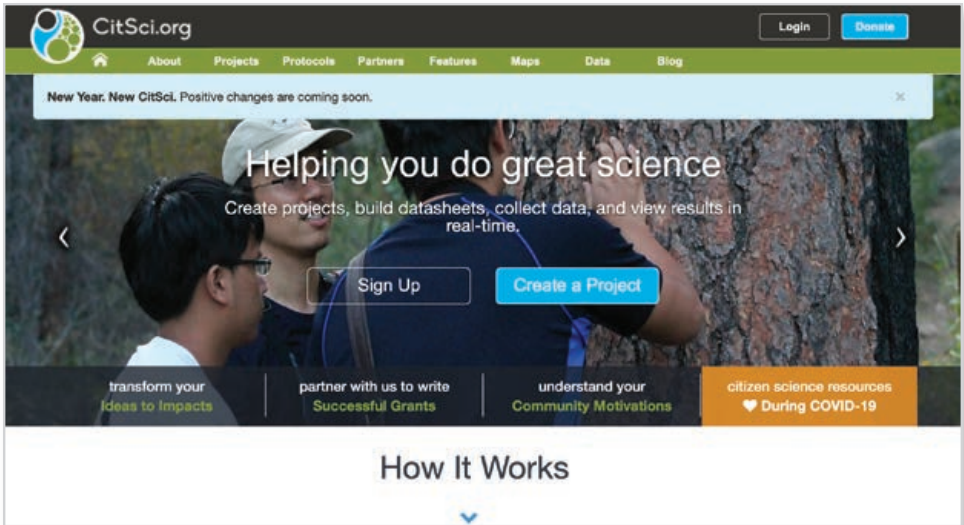 CitSci.org
Login
Donate
About Projects Protocols Partners Features Maps Data Blog
New Year. New CitSci. Positive changes are coming soon.
Helping you do great science
Create projects, build datasheets, collect data, and view results in
real-time.
Sign Up
Create a Project
transform your
Ideas to Impacts
partner with us to write
Successful Grants
understand your
Community Motivations
citizen science resources
During COVID-19
How It Works